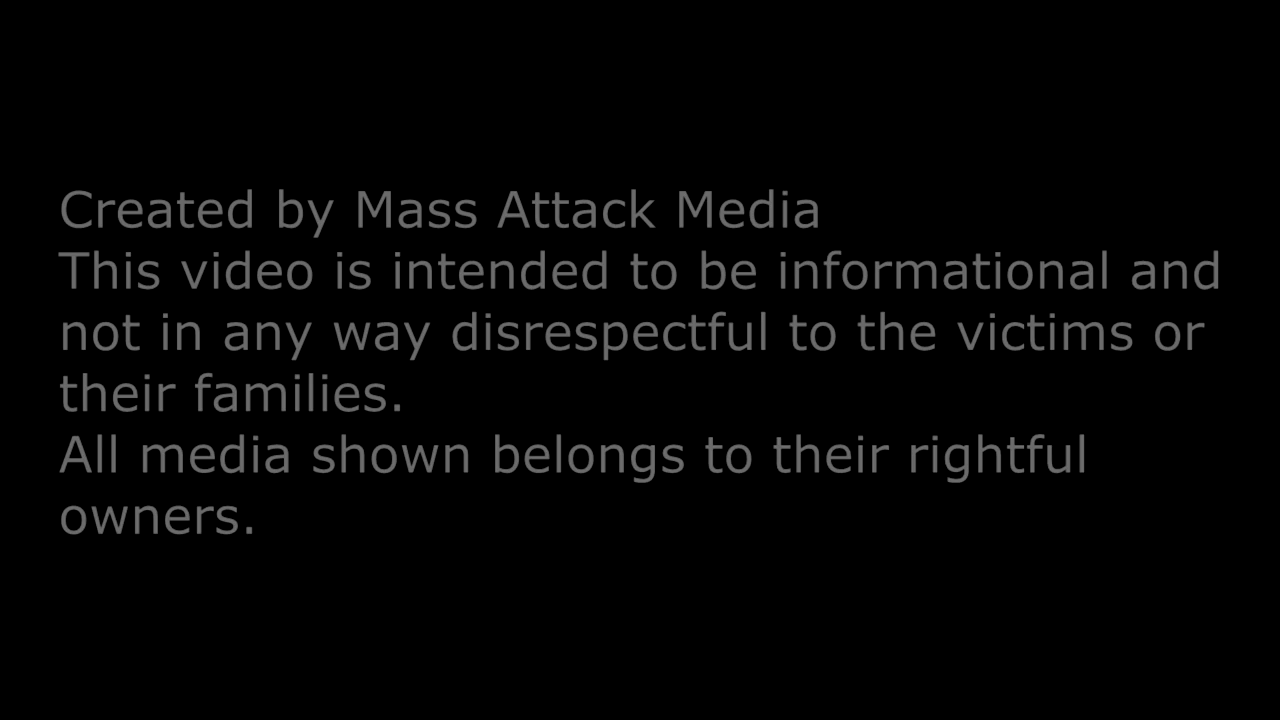 Created by Mass Attack Media
This video is intended to be informational and
not in any way disrespectful to the victims or
their families.
All media shown belongs to their rightful
owners.